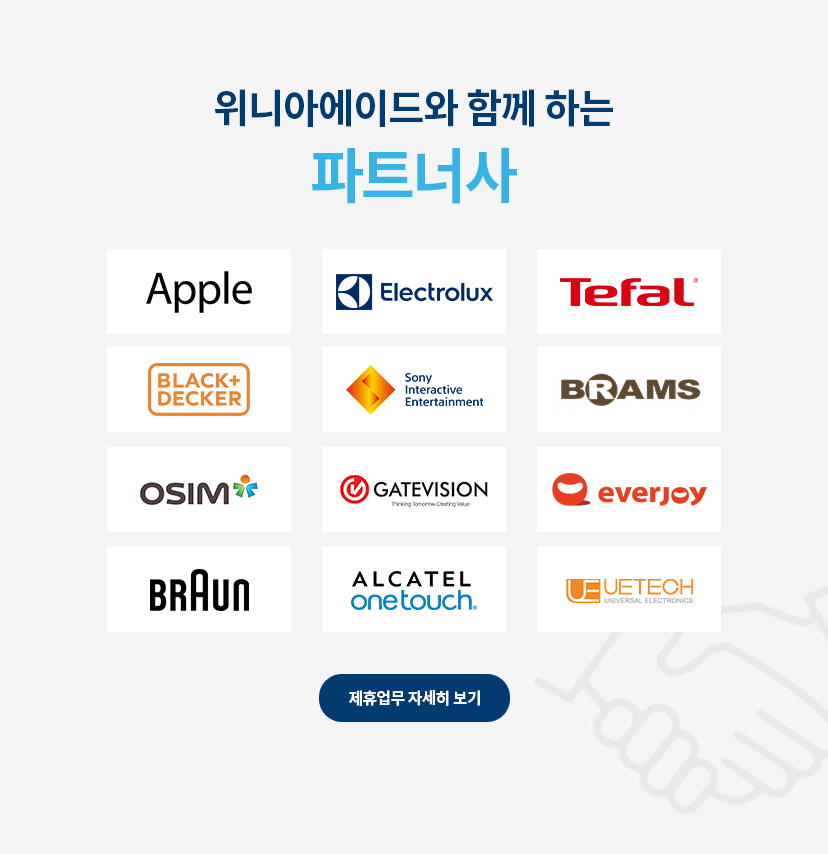 위니아에이드와 함께 하는
파트너사
Apple
Electrolux
Tefal®
BLACK+
DECKER
Sony
Interactive
Entertainment
BRAMS
OSIM
GATEVISION
Thinking Tomorrow Creating Value
everjoy
BRAUN
ALCATEL
onetouch®
UE UETECH
UNIVERSAL ELECTRONICS
제휴업무 자세히 보기